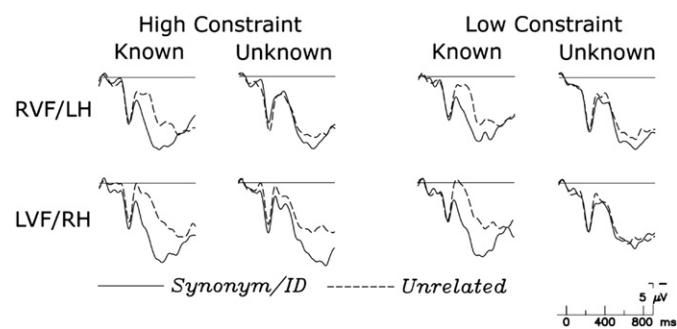 High Constraint Low Constraint
Known Unknown Known Unknown
RVF/LH
LVF/RH
Synonym/ID Unrelated
5 µV
0 400 800 ms